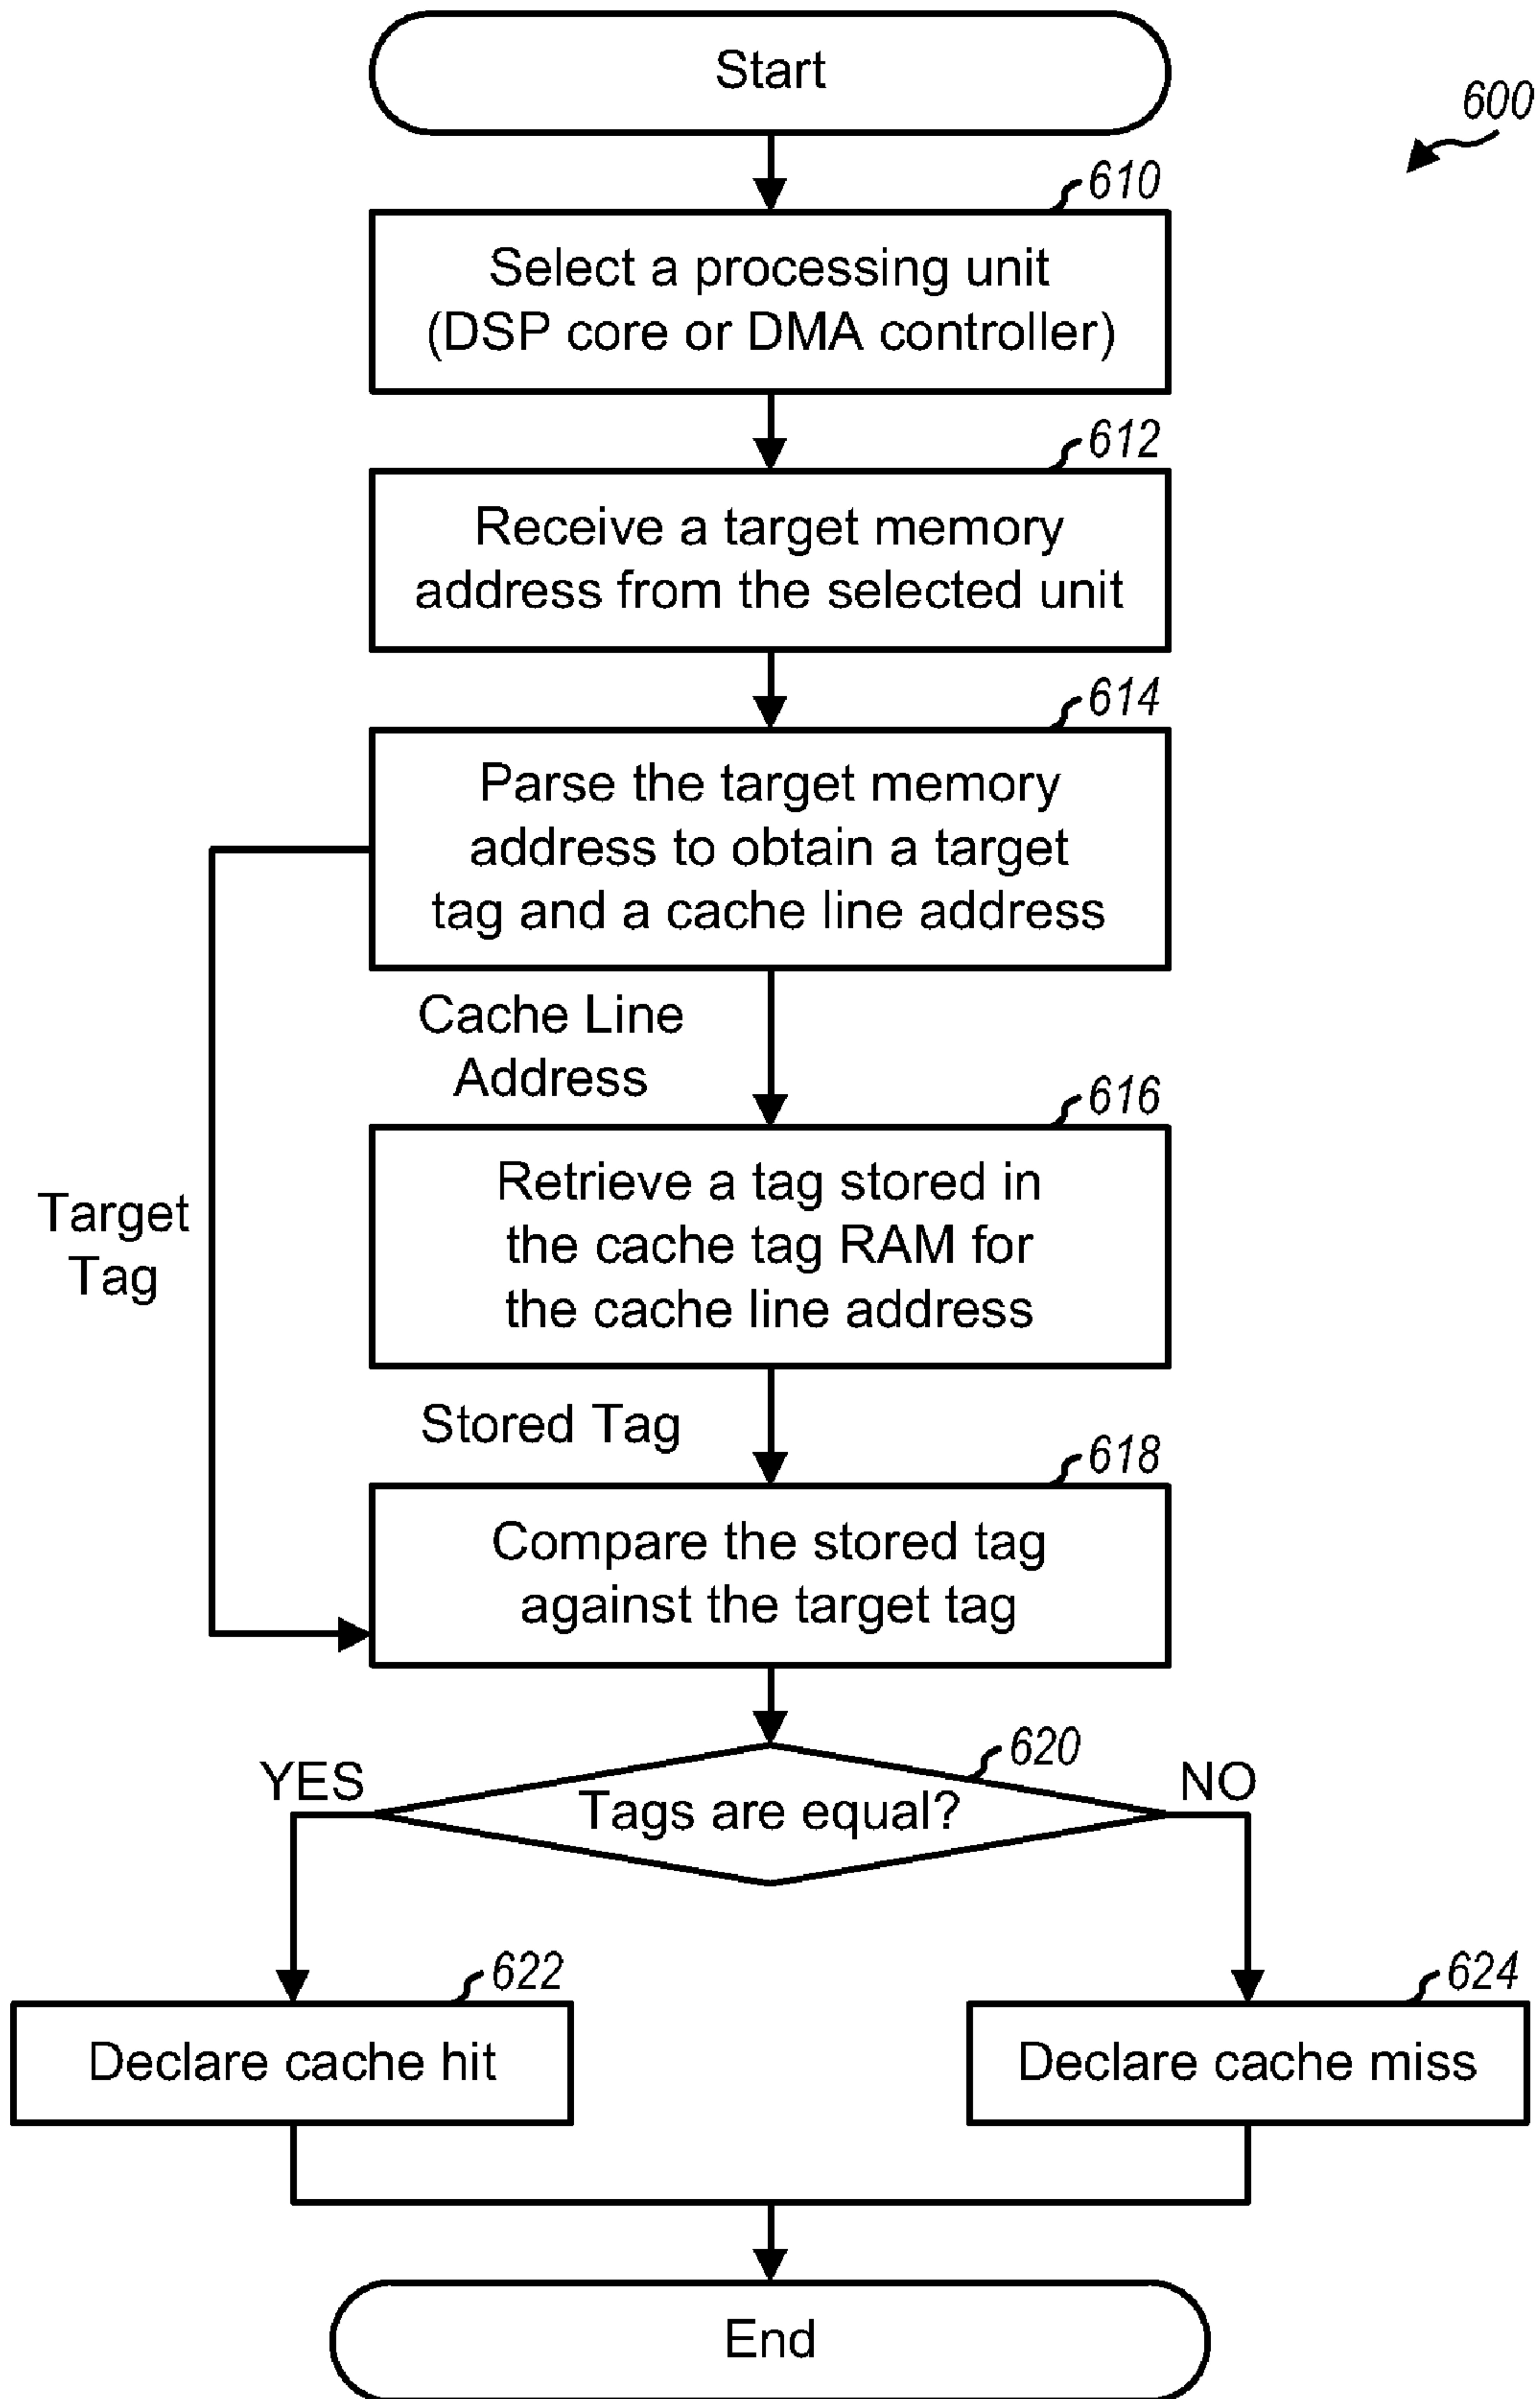 Start
600
610
Select a processing unit
(DSP core or DMA controller)
612
Receive a target memory
address from the selected unit
614
Parse the target memory
address to obtain a target
tag and a cache line address
Cache Line
Address
616
Retrieve a tag stored in
the cache tag RAM for
the cache line address
Target
Tag
Stored Tag
618
Compare the stored tag
against the target tag
620
YES
Tags are equal?
NO
622
Declare cache hit
624
Declare cache miss
End